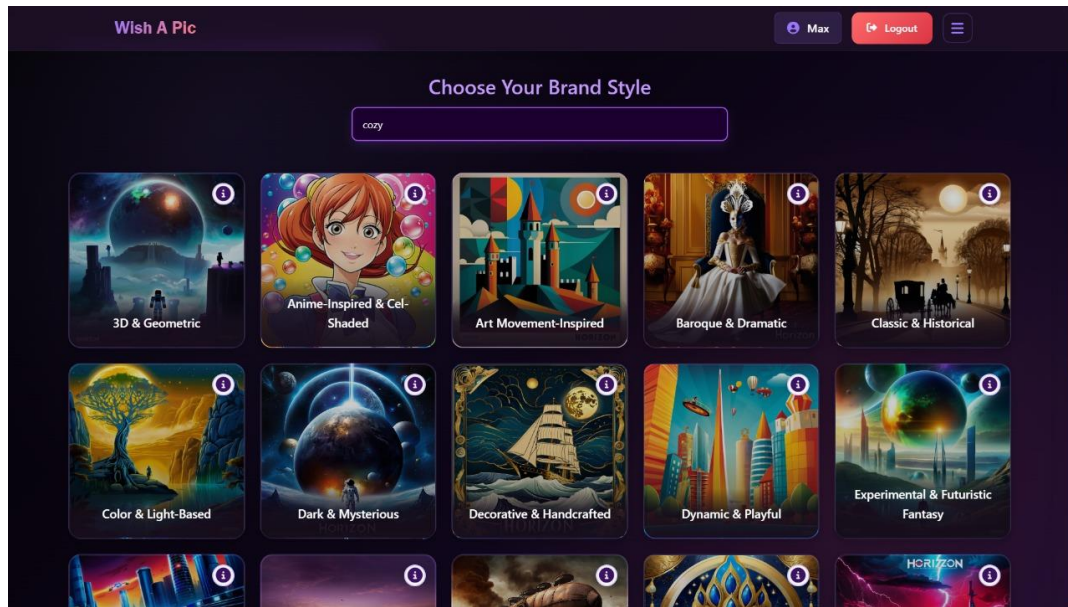 Wish A Pic
Max
Logout
Choose Your Brand Style
cozy
3D & Geometric
Anime-Inspired & Cel-
Shaded
Art Movement-Inspired
Baroque & Dramatic
Classic & Historical
Color & Light-Based
Dark & Mysterious
Decorative & Handcrafted
Dynamic & Playful
Experimental & Futuristic
Fantasy